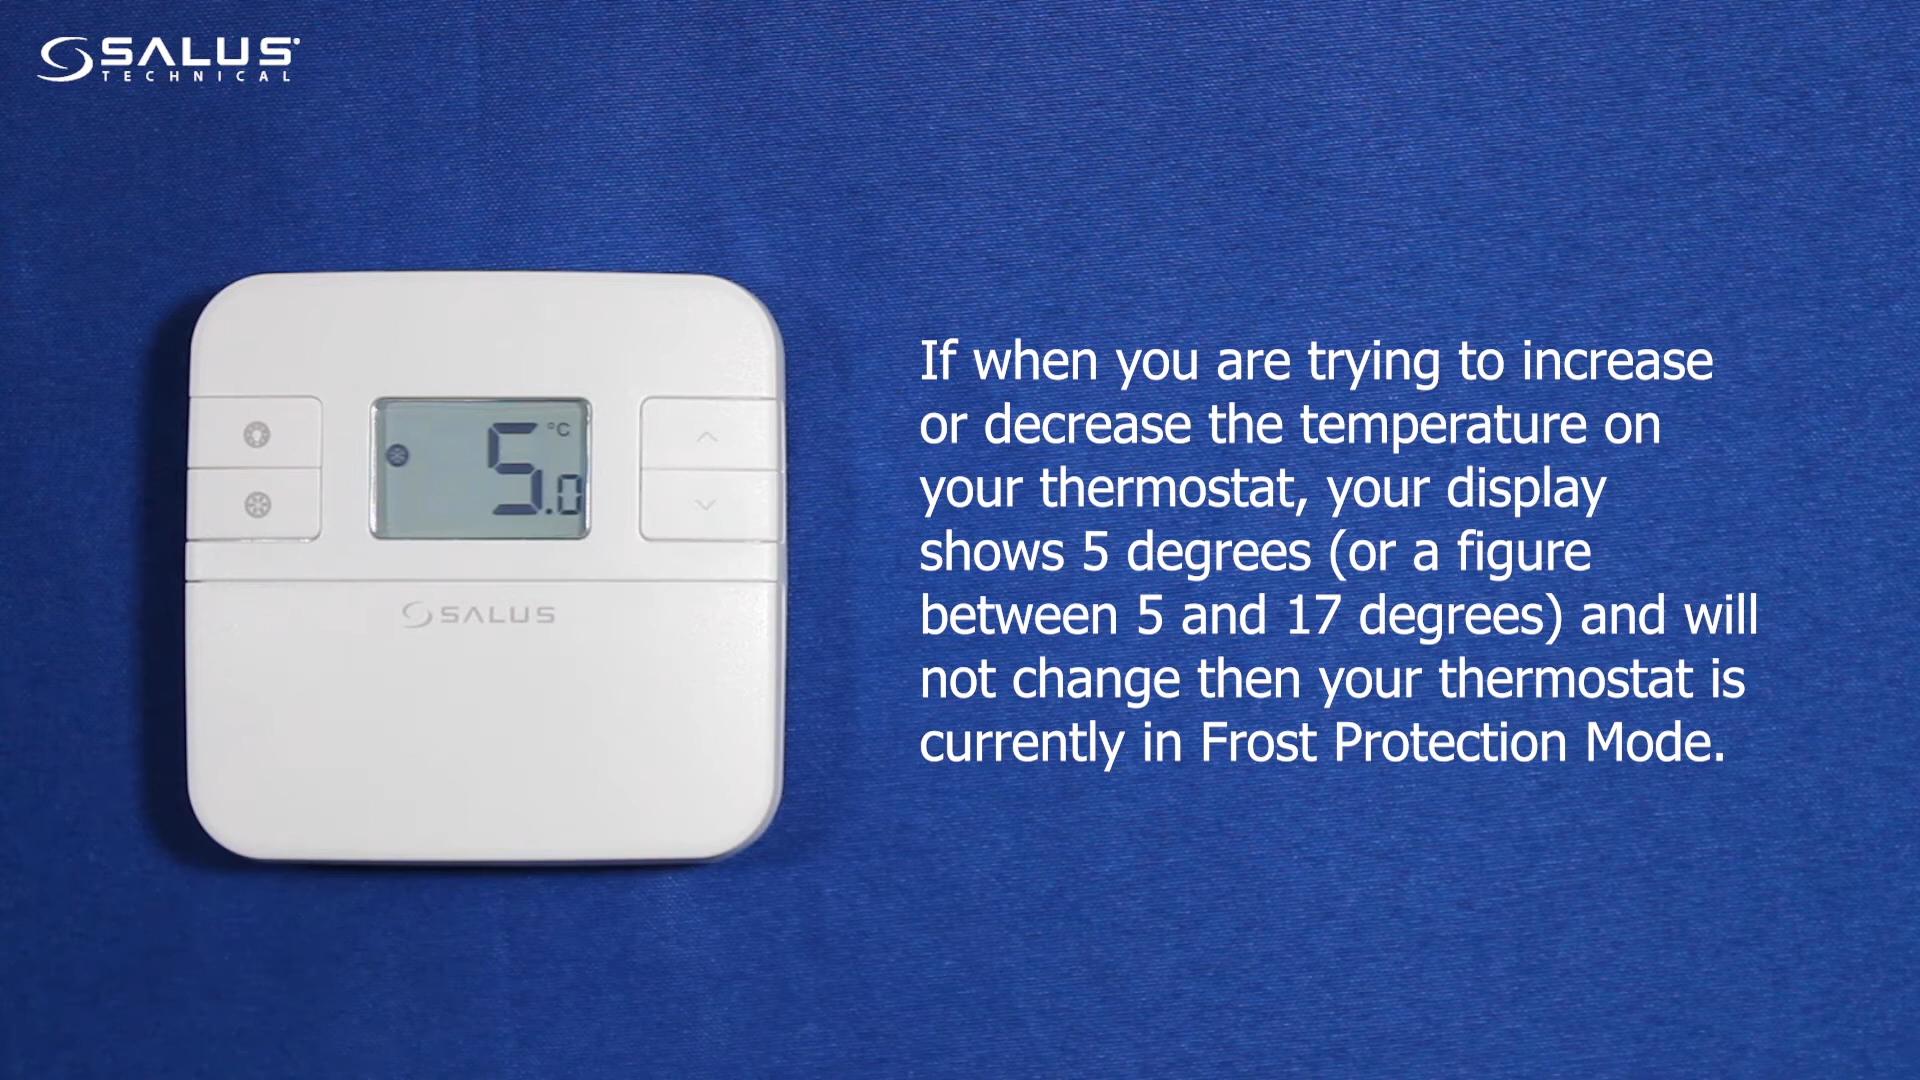 SALUS
TECHNICAL
°C
5.0
SALUS
If when you are trying to increase
or decrease the temperature on
your thermostat, your display
shows 5 degrees (or a figure
between 5 and 17 degrees) and will
not change then your thermostat is
currently in Frost Protection Mode.